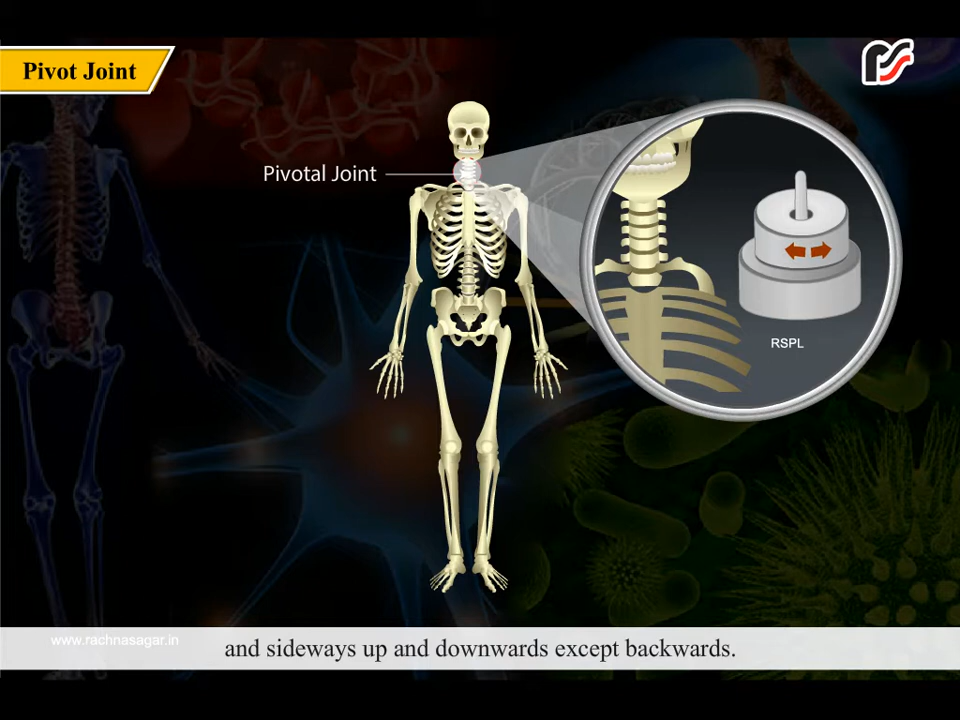 Pivot Joint
Pivotal Joint
RSPL
www.rachnasagar.in
and sideways up and downwards except backwards.